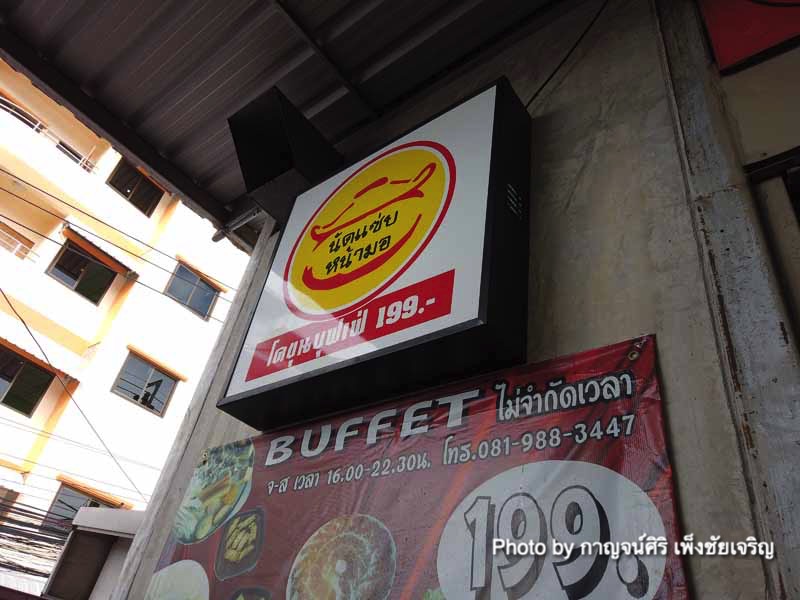 นัดแซ่บ
หน้ามอ
โคขุนบุฟเฟ่ 199.-
BUFFET ไม่จำกัดเวลา
จ-ส เวลา 16.00-22.30น. โทร.081-988-3447
199.
Photo by กาญจน์ศิริ เพ็งชัยเจริญ